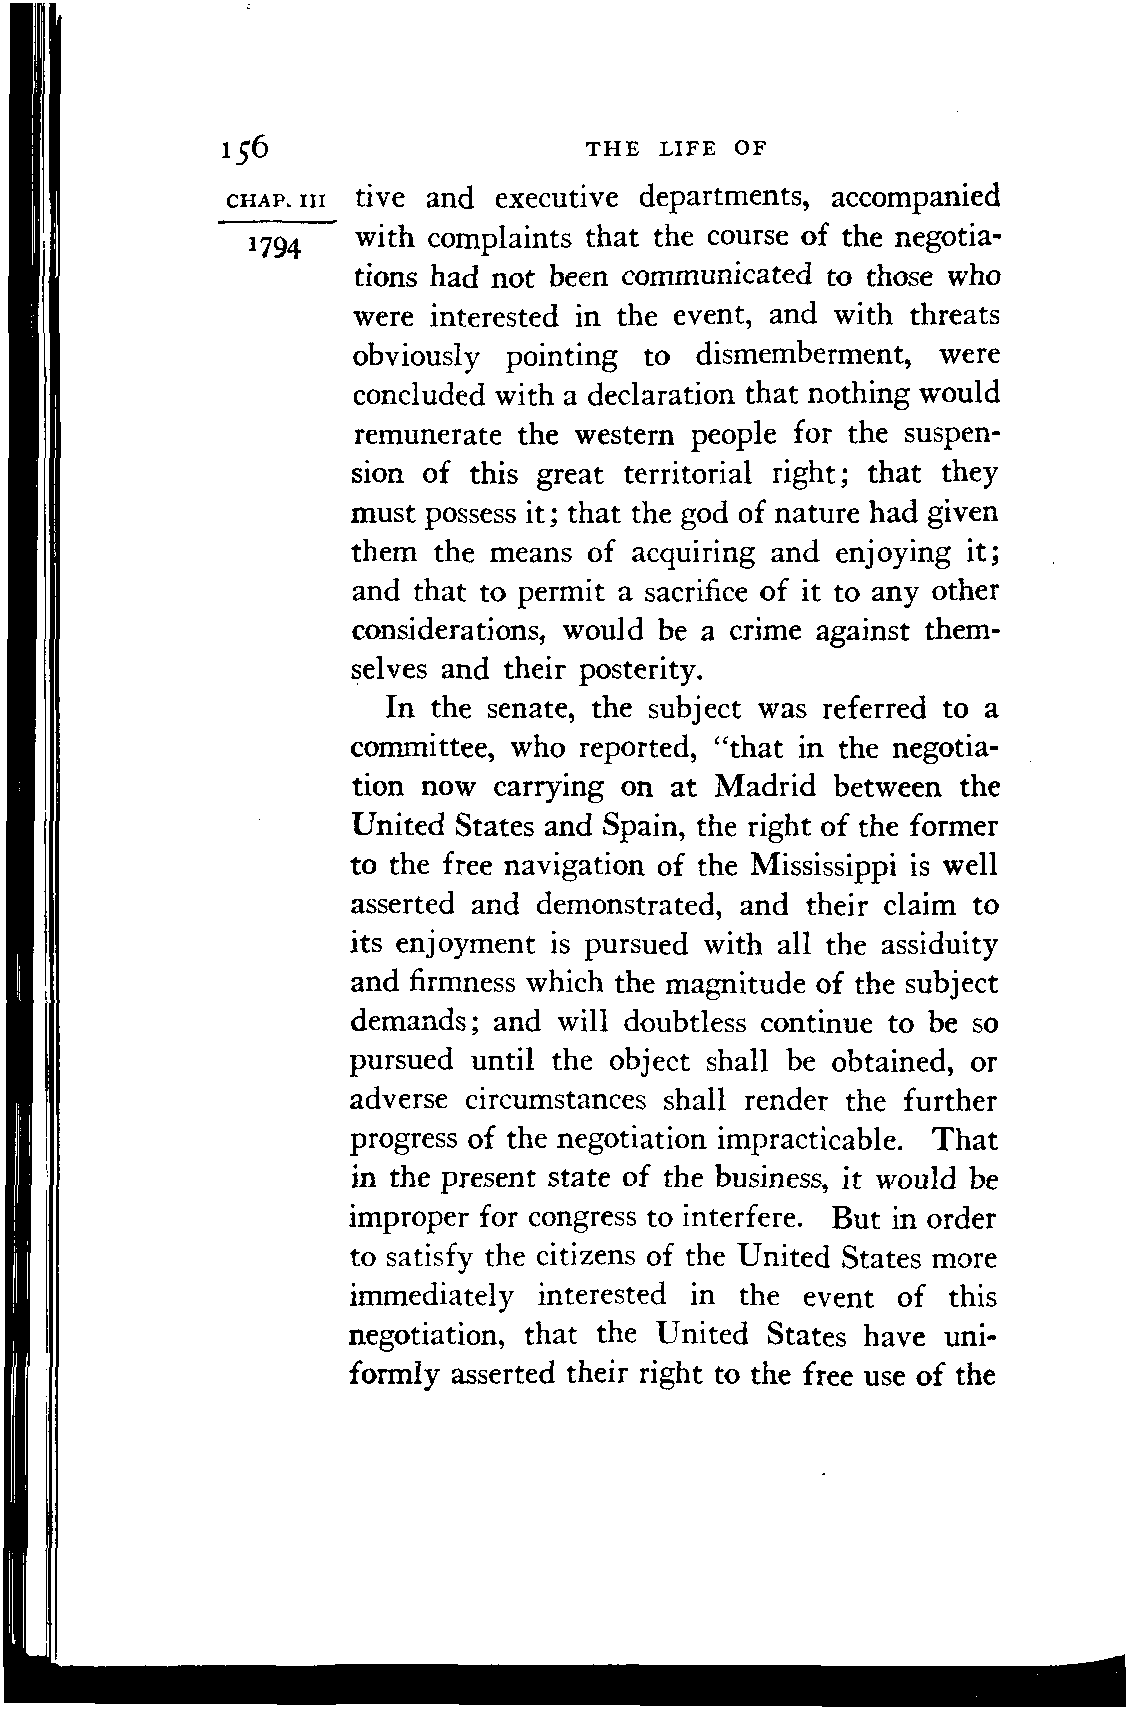 156 THE LIFE OF
CHAP. III tive and executive departments, accompanied
1794 with complaints that the course of the negotia-
tions had not been communicated to those who
were interested in the event, and with threats
obviously pointing to dismemberment, were
concluded with a declaration that nothing would
remunerate the western people for the suspen-
sion of this great territorial right; that they
must possess it; that the god of nature had given
them the means of acquiring and enjoying it;
and that to permit a sacrifice of it to any other
considerations, would be a crime against them-
selves and their posterity.
In the senate, the subject was referred to a
committee, who reported, “that in the negotia-
tion now carrying on at Madrid between the
United States and Spain, the right of the former
to the free navigation of the Mississippi is well
asserted and demonstrated, and their claim to
its enjoyment is pursued with all the assiduity
and firmness which the magnitude of the subject
demands; and will doubtless continue to be so
pursued until the object shall be obtained, or
adverse circumstances shall render the further
progress of the negotiation impracticable. That
in the present state of the business, it would be
improper for congress to interfere. But in order
to satisfy the citizens of the United States more
immediately interested in the event of this
negotiation, that the United States have uni-
formly asserted their right to the free use of the